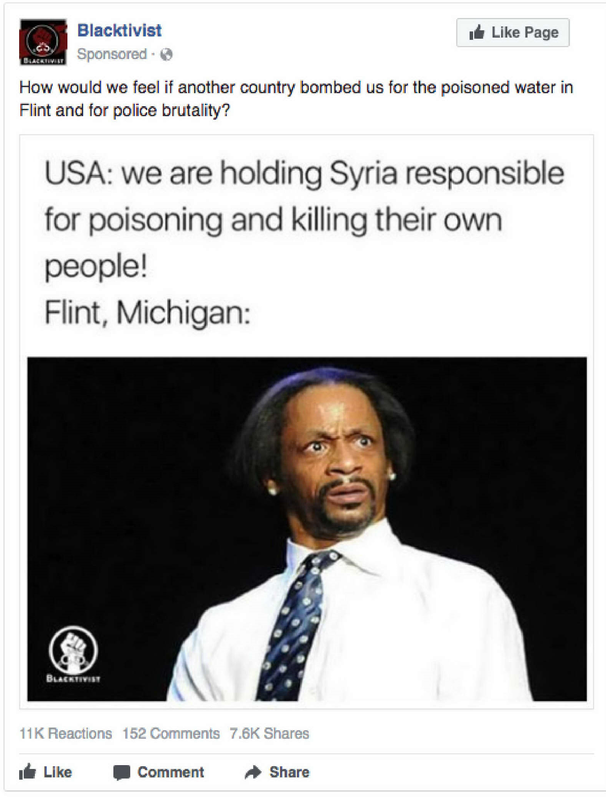 Blacktivist
Like Page
BLACKTIVIST
Sponsored ·
How would we feel if another country bombed us for the poisoned water in
Flint and for police brutality?
USA: we are holding Syria responsible
for poisoning and killing their own
people!
Flint, Michigan:
BLACKTIVIST
11K Reactions 152 Comments 7.6K Shares
Like Comment Share